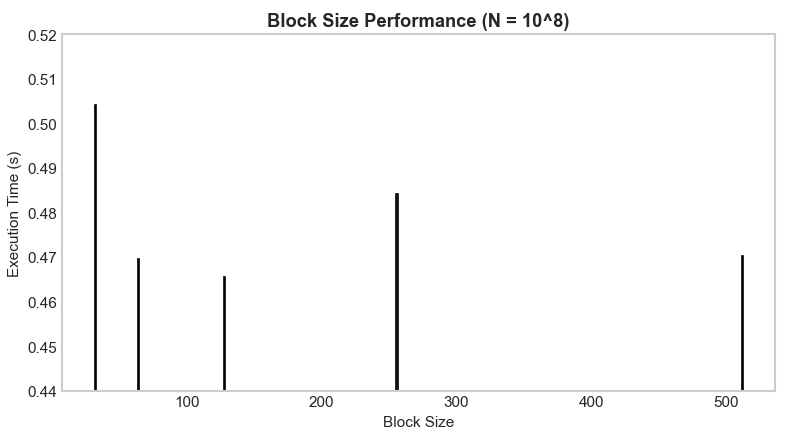 Block Size Performance (N = 10^8)
0.52
0.51
0.50
0.49
0.48
0.47
0.46
0.45
0.44
Execution Time (s)
100 200 300 400 500
Block Size